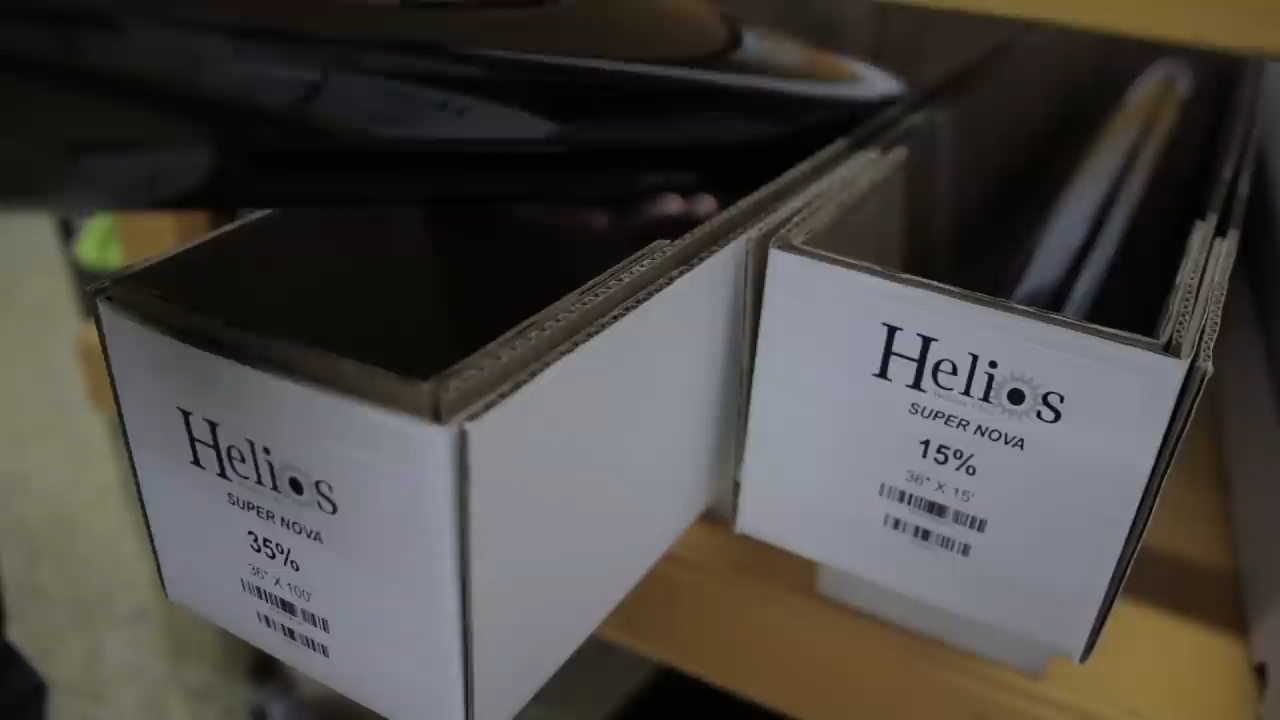 Helios
SUPER NOVA
35%
36" X 100'
Helios
SUPER NOVA
15%
36" X 15'